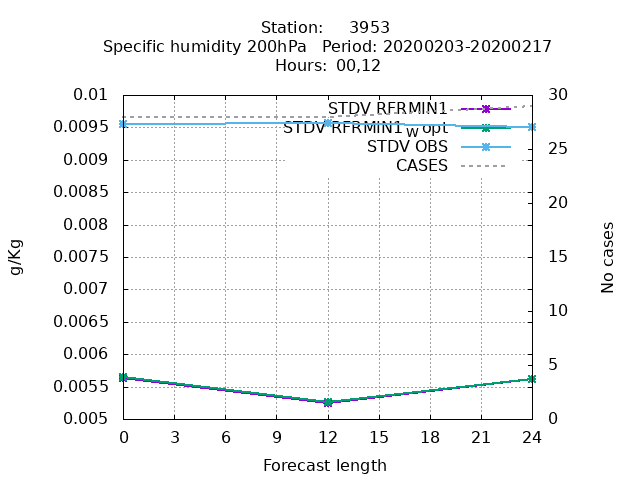 Station: 3953
Specific humidity 200hPa Period: 20200203-20200217
Hours: 00,12
0.01
0.0095
0.009
0.0085
0.008
0.0075
0.007
0.0065
0.006
0.0055
0.005
g/Kg
STDV RFRMIN1
STDV RFRMIN1wopt
STDV OBS
CASES
30
25
20
15
10
5
0
No cases
0 3 6 9 12 15 18 21 24
Forecast length